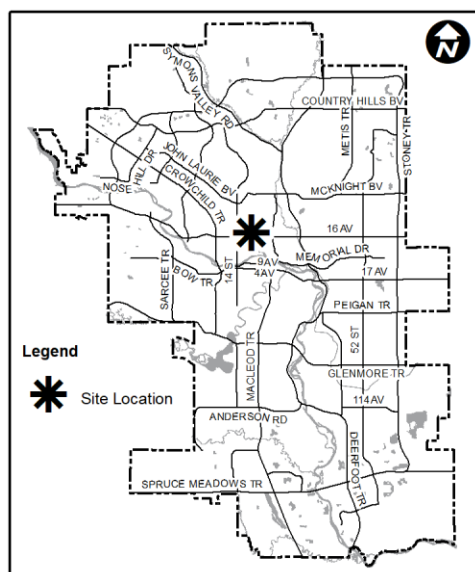 N
SYMONS VALLEY RD
COUNTRY HILLS BV
METIS TR
STONEY TR
JOHN LAURIE BV
CROWCHILD TR
NOSE HILL DR
MCKNIGHT BV
16 AV
MEMORIAL DR
9 AV
4 AV
17 AV
14 ST
SARCEE TR
BOW TR
PEIGAN TR
52 ST
MACLEOD TR
GLENMORE TR
114 AV
ANDERSON RD
DEERFOOT TR
SPRUCE MEADOWS TR
Legend
Site Location